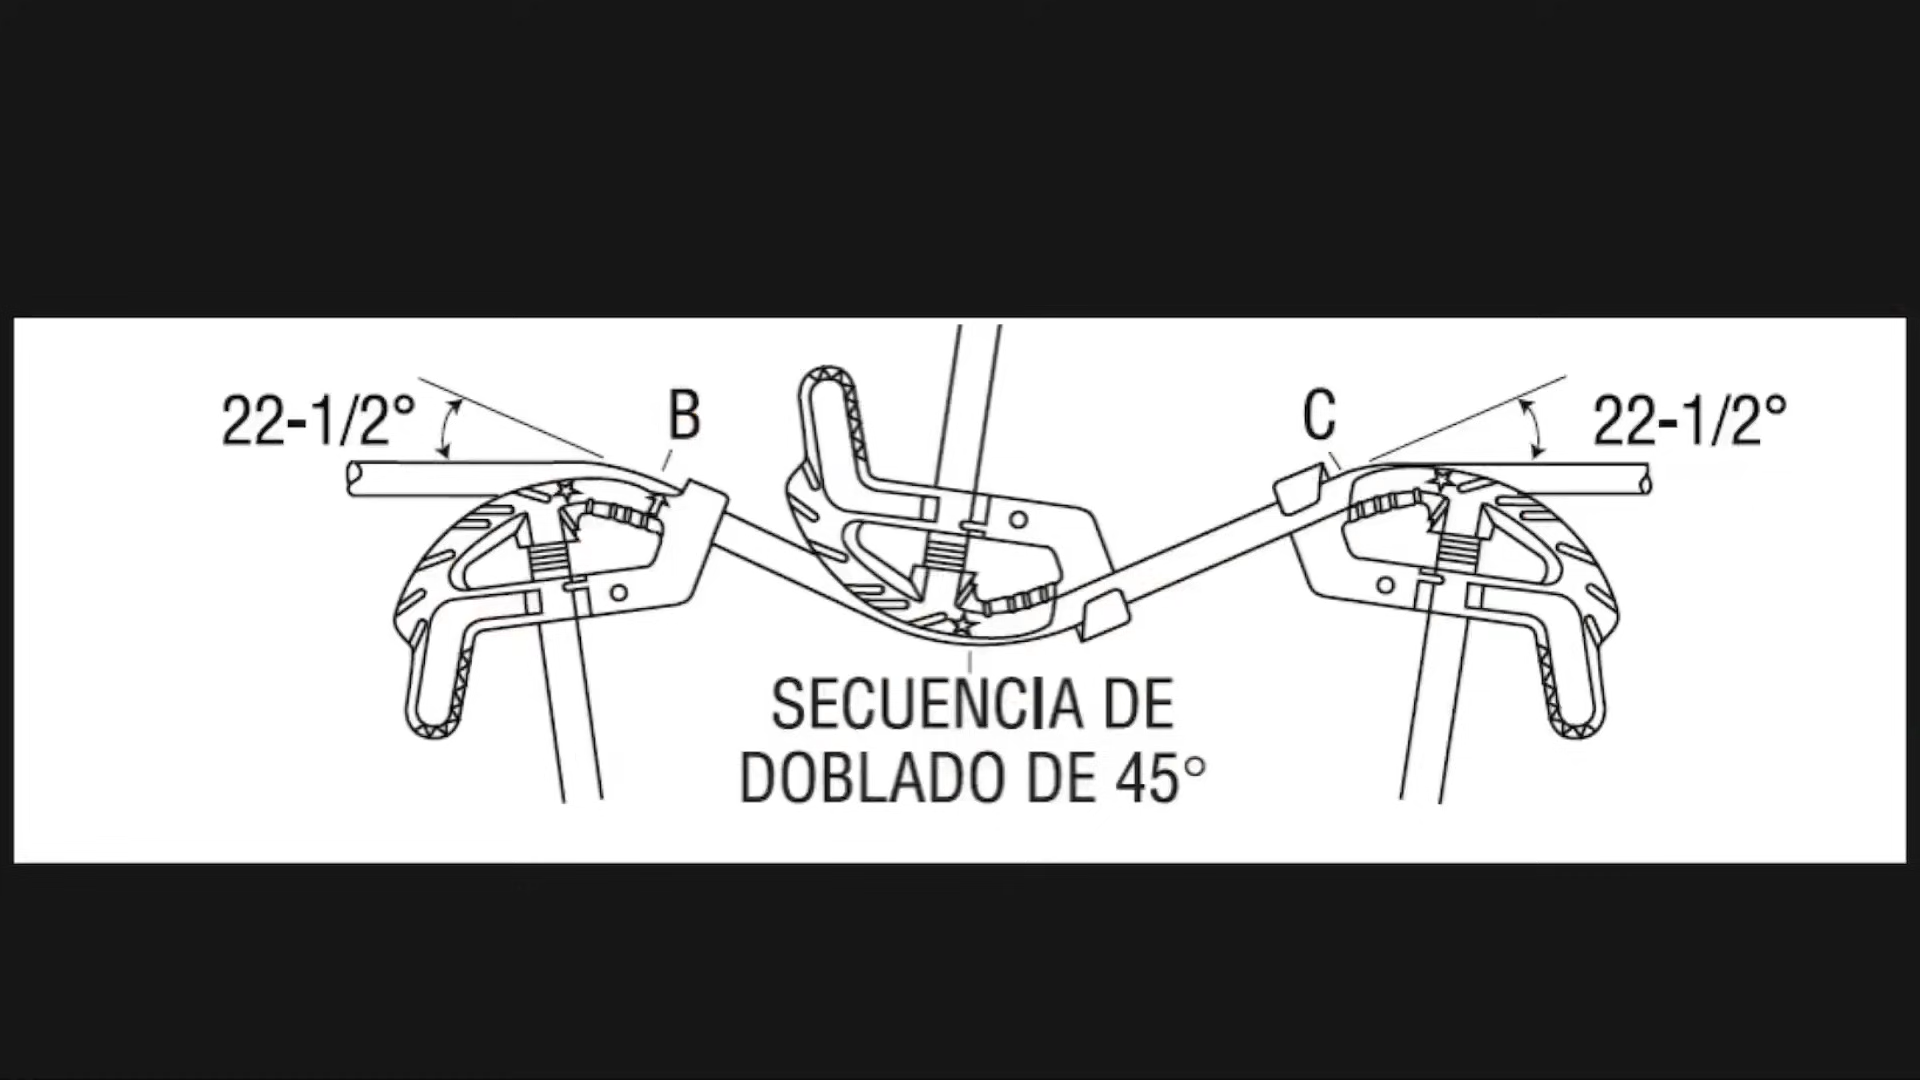 22-1/2°
B
C
22-1/2°
SECUENCIA DE
DOBLADO DE 45°